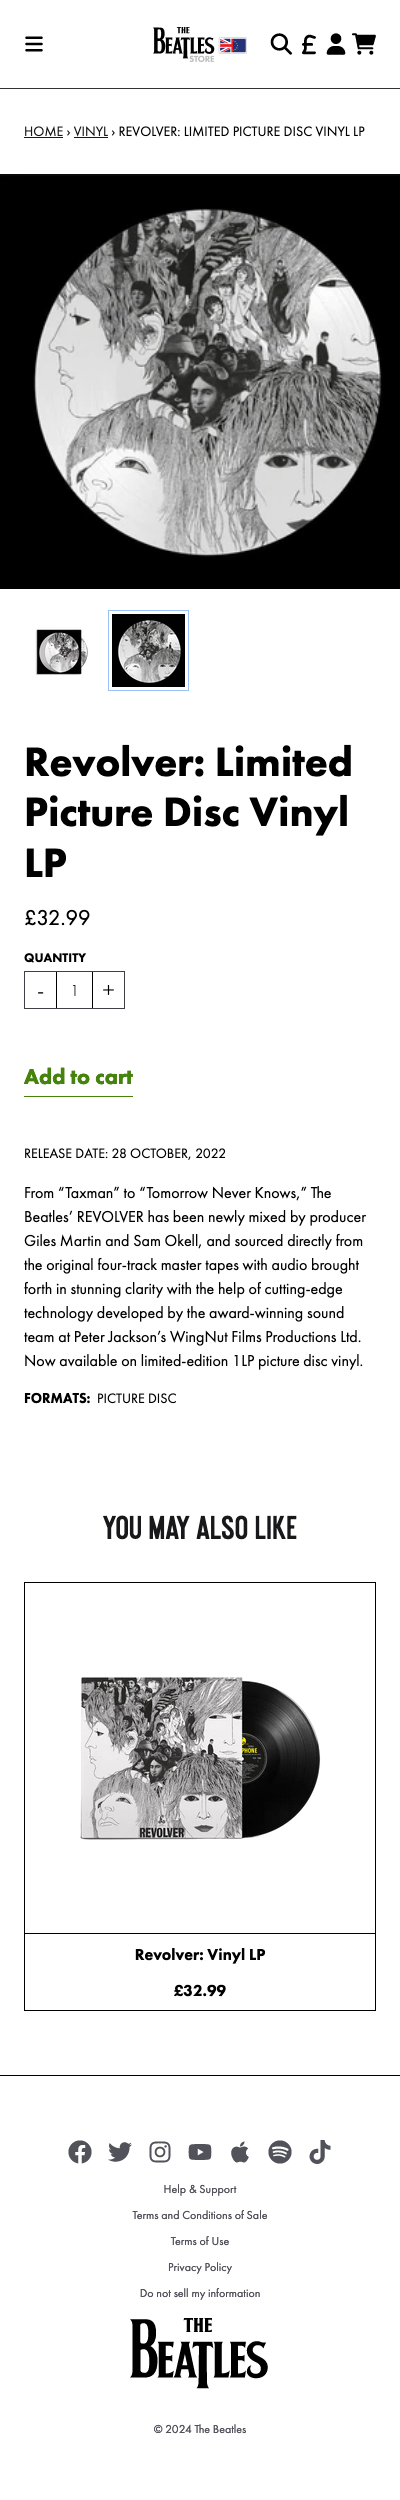 THE
BEATLES
STORE
£
HOME › VINYL › REVOLVER: LIMITED PICTURE DISC VINYL LP
Revolver: Limited
Picture Disc Vinyl
LP
£32.99
QUANTITY
- 1 +
Add to cart
RELEASE DATE: 28 OCTOBER, 2022
From “Taxman” to “Tomorrow Never Knows,” The
Beatles’ REVOLVER has been newly mixed by producer
Giles Martin and Sam Okell, and sourced directly from
the original four-track master tapes with audio brought
forth in stunning clarity with the help of cutting-edge
technology developed by the award-winning sound
team at Peter Jackson’s WingNut Films Productions Ltd.
Now available on limited-edition 1LP picture disc vinyl.
FORMATS: PICTURE DISC
YOU MAY ALSO LIKE
REVOLVER
Revolver: Vinyl LP
£32.99
Help & Support
Terms and Conditions of Sale
Terms of Use
Privacy Policy
Do not sell my information
THE
BEATLES
© 2024 The Beatles